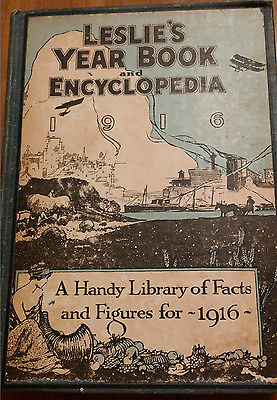 LESLIE'S
YEAR BOOK
and
ENCYCLOPEDIA
1916
A Handy Library of Facts
and Figures for ~1916~